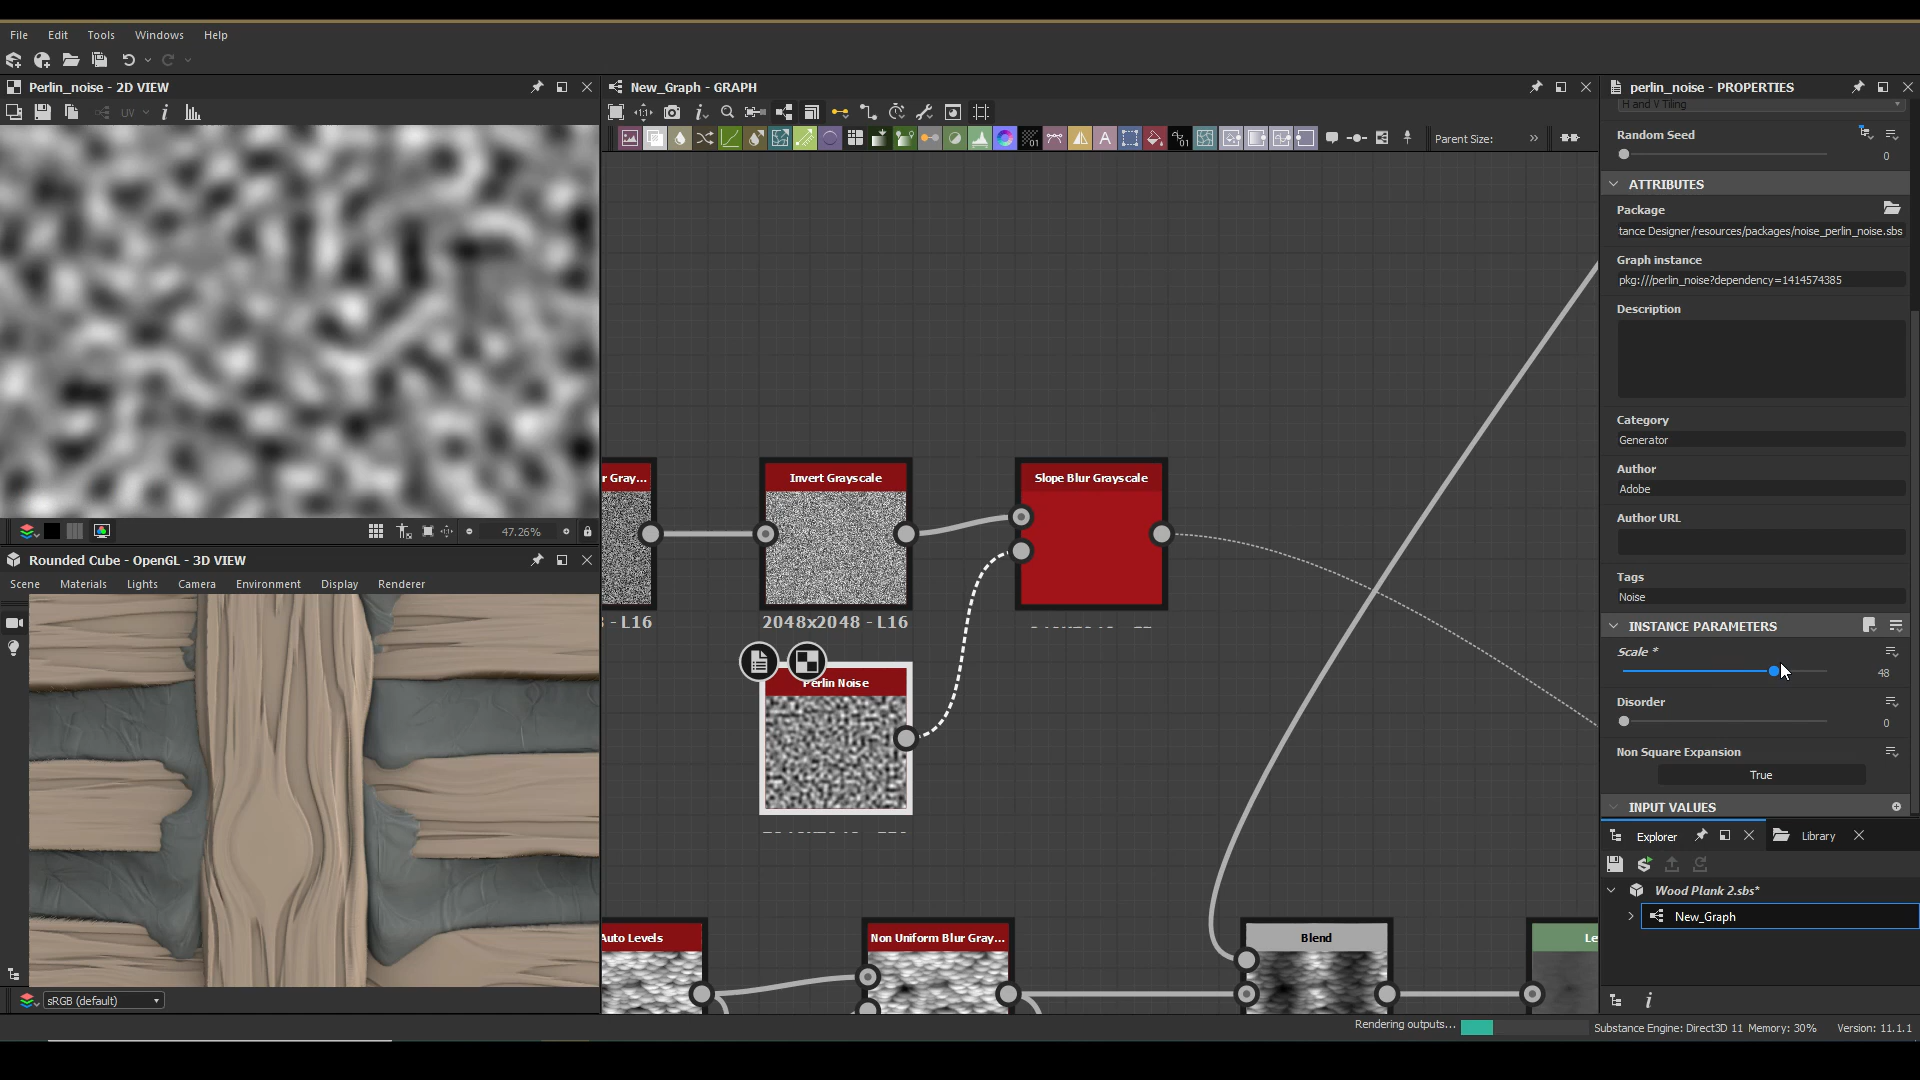 File Edit Tools Windows Help
Perlin_noise - 2D VIEW
UV
47.26%
Rounded Cube - OpenGL - 3D VIEW
Scene Materials Lights Camera Environment Display Renderer
sRGB (default)
New_Graph - GRAPH
Parent Size:
r Gray...
Invert Grayscale
Slope Blur Grayscale
- L16
2048x2048 - L16
Perlin Noise
Auto Levels
Non Uniform Blur Gray...
Blend
Le
perlin_noise - PROPERTIES
H and V Tiling
Random Seed
0
ATTRIBUTES
Package
tance Designer/resources/packages/noise_perlin_noise.sbs
Graph instance
pkg:///perlin_noise?dependency=1414574385
Description
Category
Generator
Author
Adobe
Author URL
Tags
Noise
INSTANCE PARAMETERS
Scale *
48
Disorder
0
Non Square Expansion
True
INPUT VALUES
Explorer
Library
Wood Plank 2.sbs*
New_Graph
Rendering outputs...
Substance Engine: Direct3D 11 Memory: 30%
Version: 11.1.1